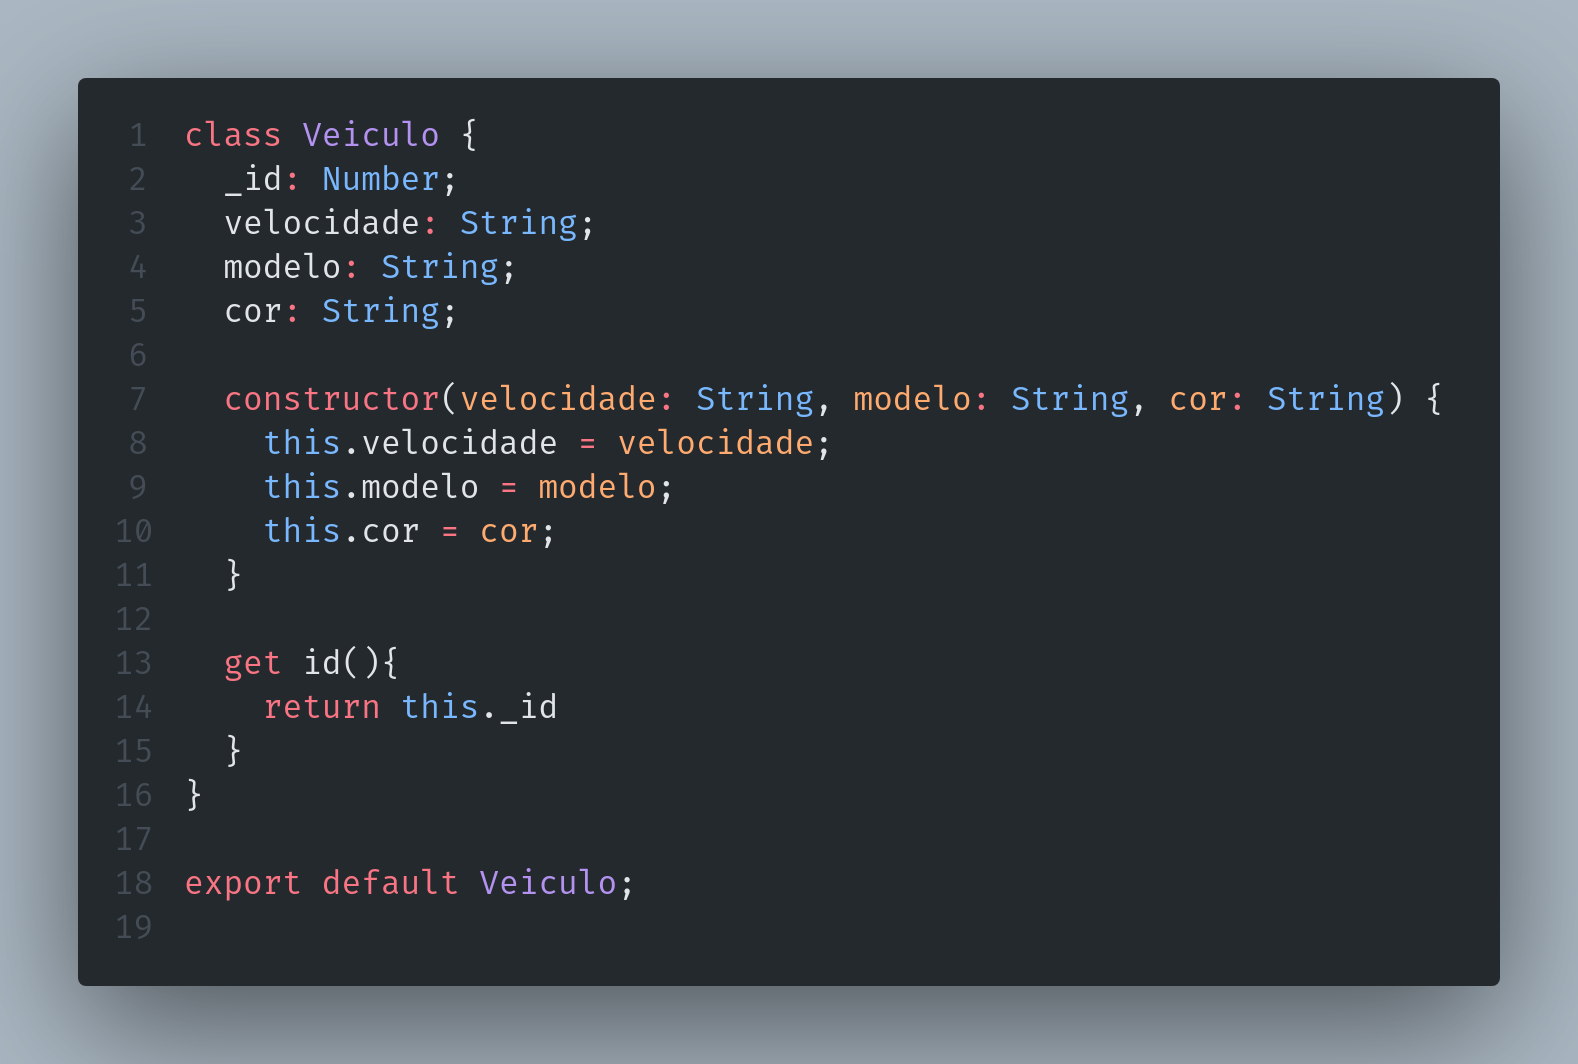 1 class Veiculo {
2   _id: Number;
3   velocidade: String;
4   modelo: String;
5   cor: String;
6
7   constructor(velocidade: String, modelo: String, cor: String) {
8     this.velocidade = velocidade;
9     this.modelo = modelo;
10     this.cor = cor;
11   }
12
13   get id(){
14     return this._id
15   }
16 }
17
18 export default Veiculo;
19